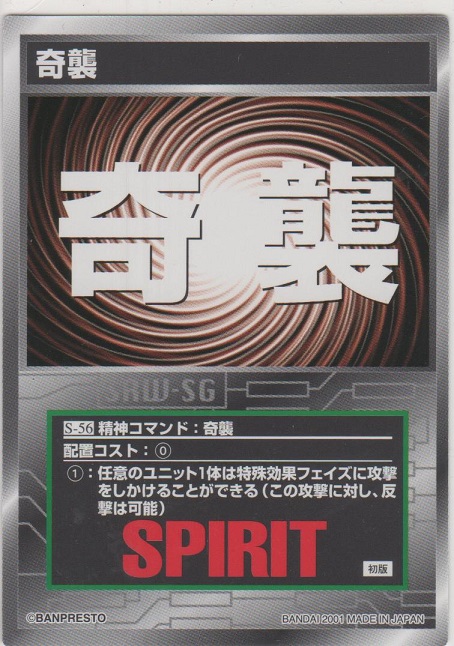 奇襲
奇襲
SRW-SG
S-56 精神コマンド：奇襲
配置コスト：⓪
①：任意のユニット1体は特殊効果フェイズに攻撃
をしかけることができる（この攻撃に対し、反
撃は可能）
SPIRIT
初版
©BANPRESTO
BANDAI 2001 MADE IN JAPAN